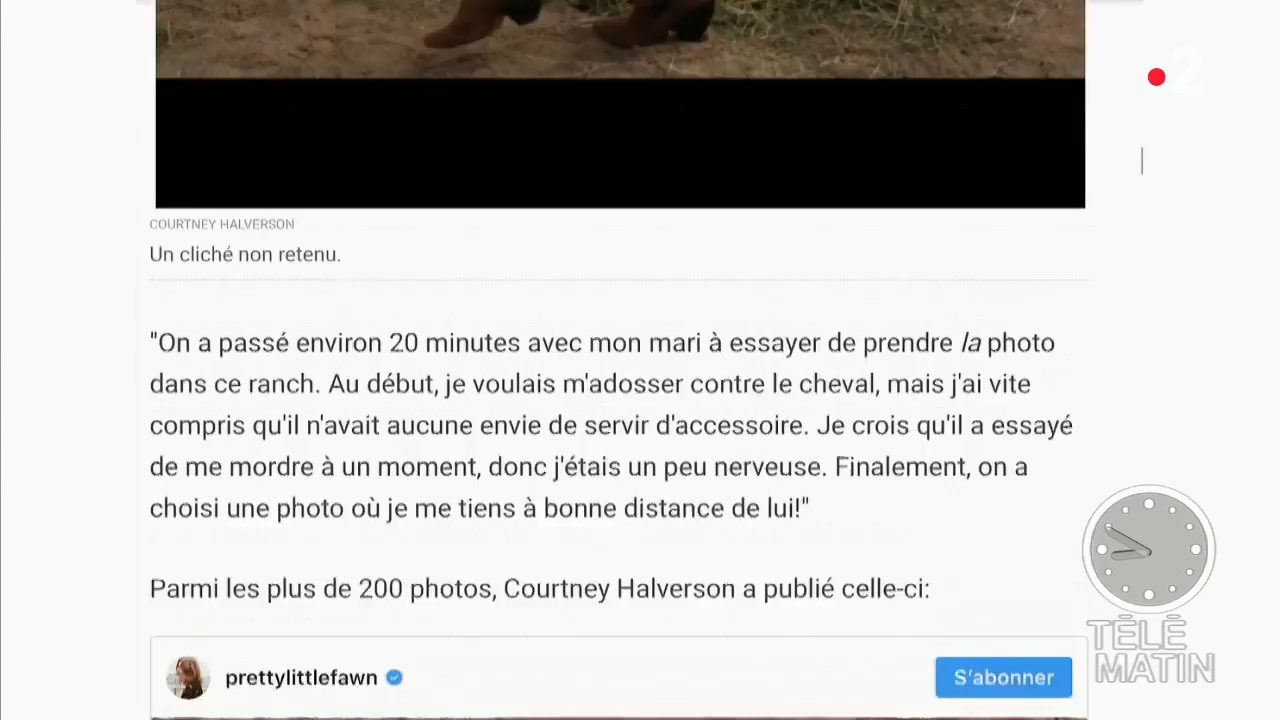 2
COURTNEY HALVERSON
Un cliché non retenu.
"On a passé environ 20 minutes avec mon mari à essayer de prendre la photo
dans ce ranch. Au début, je voulais m'adosser contre le cheval, mais j'ai vite
compris qu'il n'avait aucune envie de servir d'accessoire. Je crois qu'il a essayé
de me mordre à un moment, donc j'étais un peu nerveuse. Finalement, on a
choisi une photo où je me tiens à bonne distance de lui!"
Parmi les plus de 200 photos, Courtney Halverson a publié celle-ci:
prettylittlefawn
S'abonner
TÉLÉ
MATIN